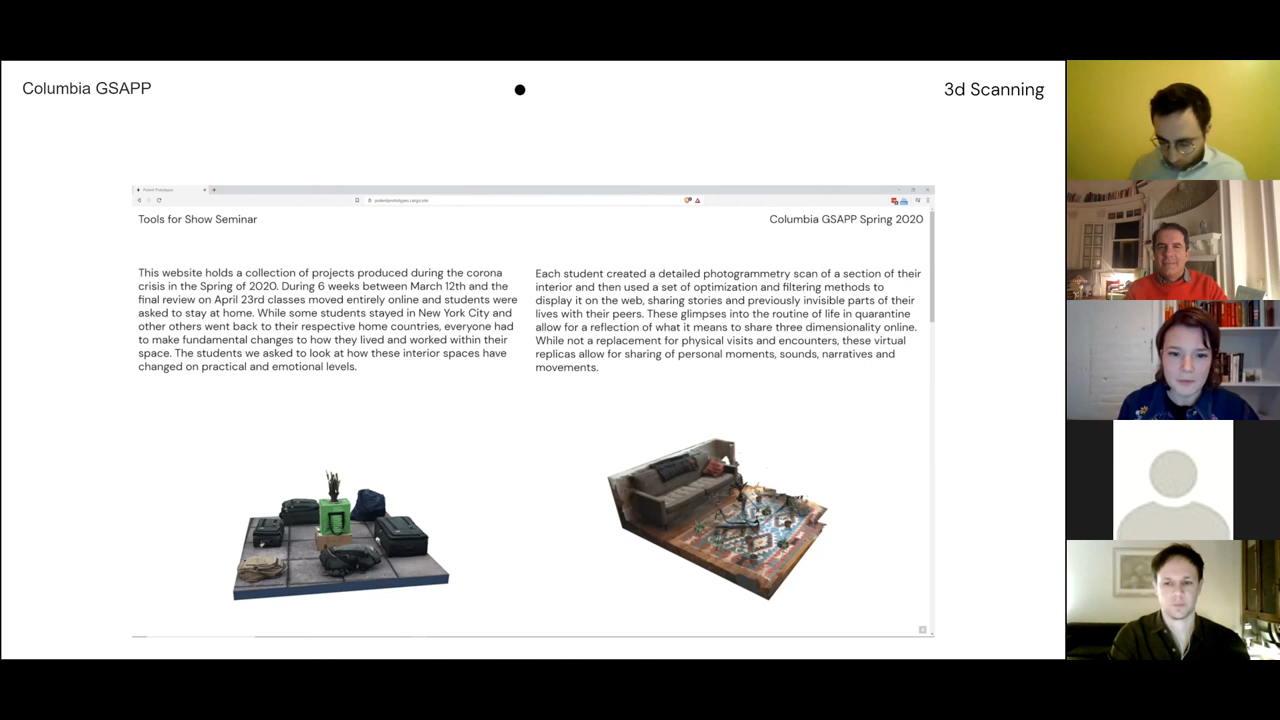 Columbia GSAPP
3d Scanning
Potent Prototypes
potentprototypes.cargo.site
Tools for Show Seminar
Columbia GSAPP Spring 2020
This website holds a collection of projects produced during the corona
crisis in the Spring of 2020. During 6 weeks between March 12th and the
final review on April 23rd classes moved entirely online and students were
asked to stay at home. While some students stayed in New York City and
other others went back to their respective home countries, everyone had
to make fundamental changes to how they lived and worked within their
space. The students we asked to look at how these interior spaces have
changed on practical and emotional levels.
Each student created a detailed photogrammetry scan of a section of their
interior and then used a set of optimization and filtering methods to
display it on the web, sharing stories and previously invisible parts of their
lives with their peers. These glimpses into the routine of life in quarantine
allow for a reflection of what it means to share three dimensionality online.
While not a replacement for physical visits and encounters, these virtual
replicas allow for sharing of personal moments, sounds, narratives and
movements.